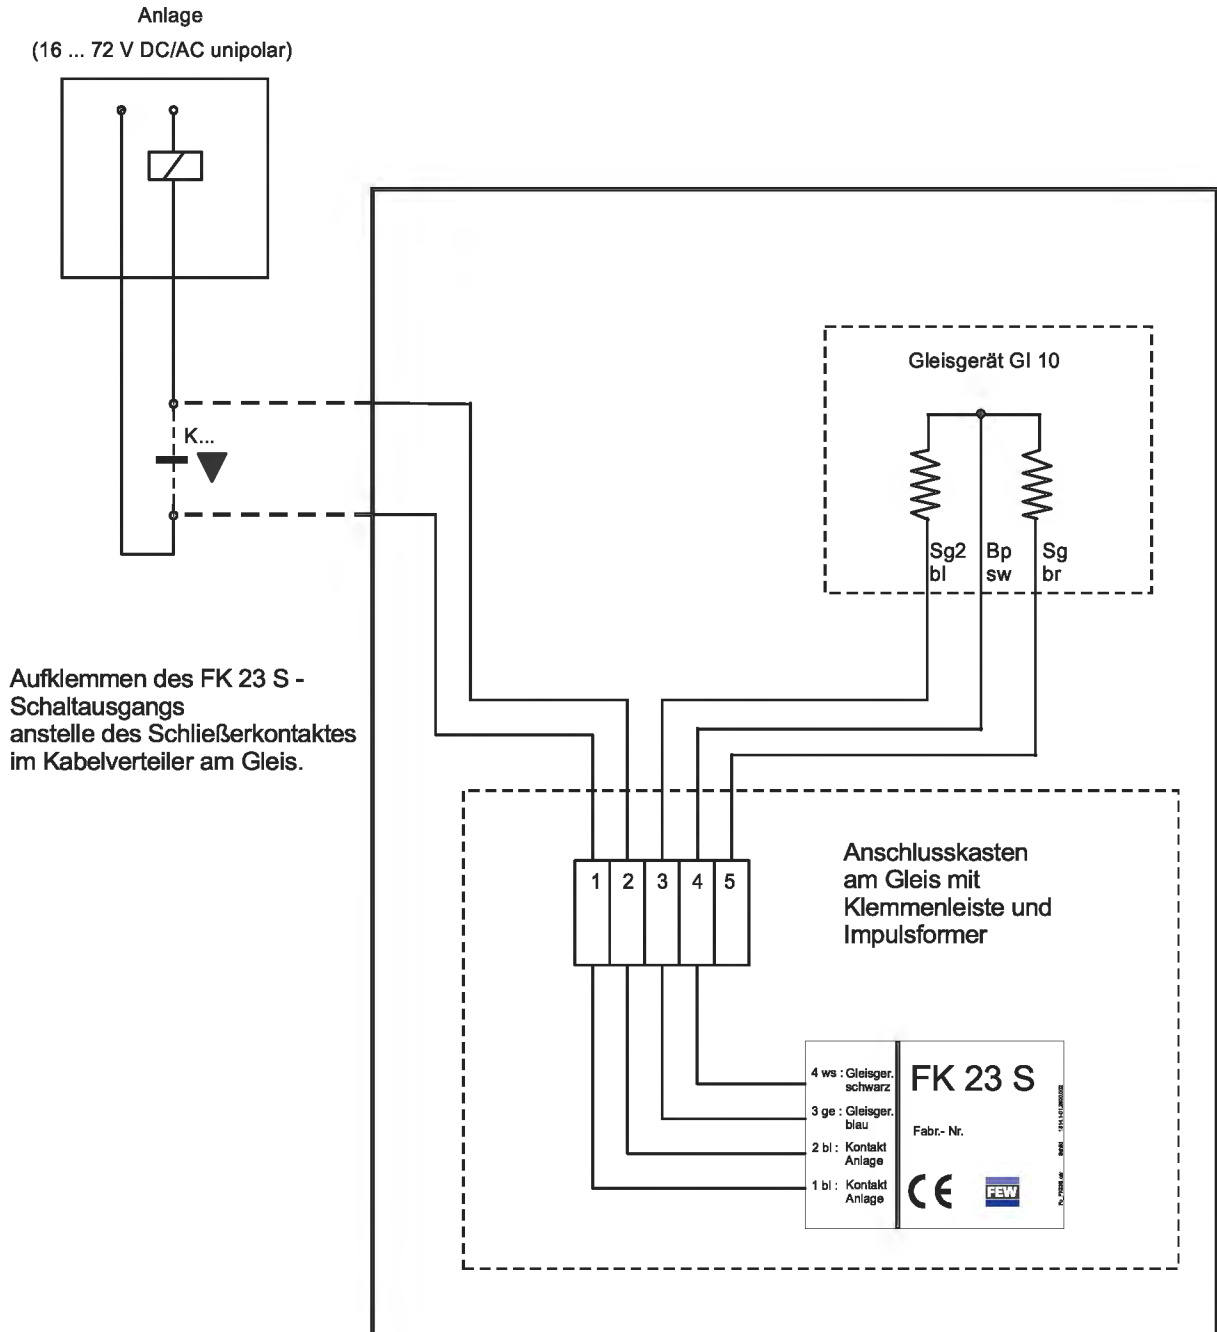 Anlage
(16 ... 72 V DC/AC unipolar)
Gleisgerät GI 10
K...
Sg2 Bp Sg
bl sw br
Aufklemmen des FK 23 S -
Schaltausgangs
anstelle des Schließerkontaktes
im Kabelverteiler am Gleis.
Anschlusskasten
am Gleis mit
Klemmenleiste und
Impulsformer
1 2 3 4 5
4 ws : Gleisger.
schwarz
3 ge : Gleisger.
blau
2 bl : Kontakt
Anlage
1 bl : Kontakt
Anlage
FK 23 S
Fabr.- Nr.
CE
FEW